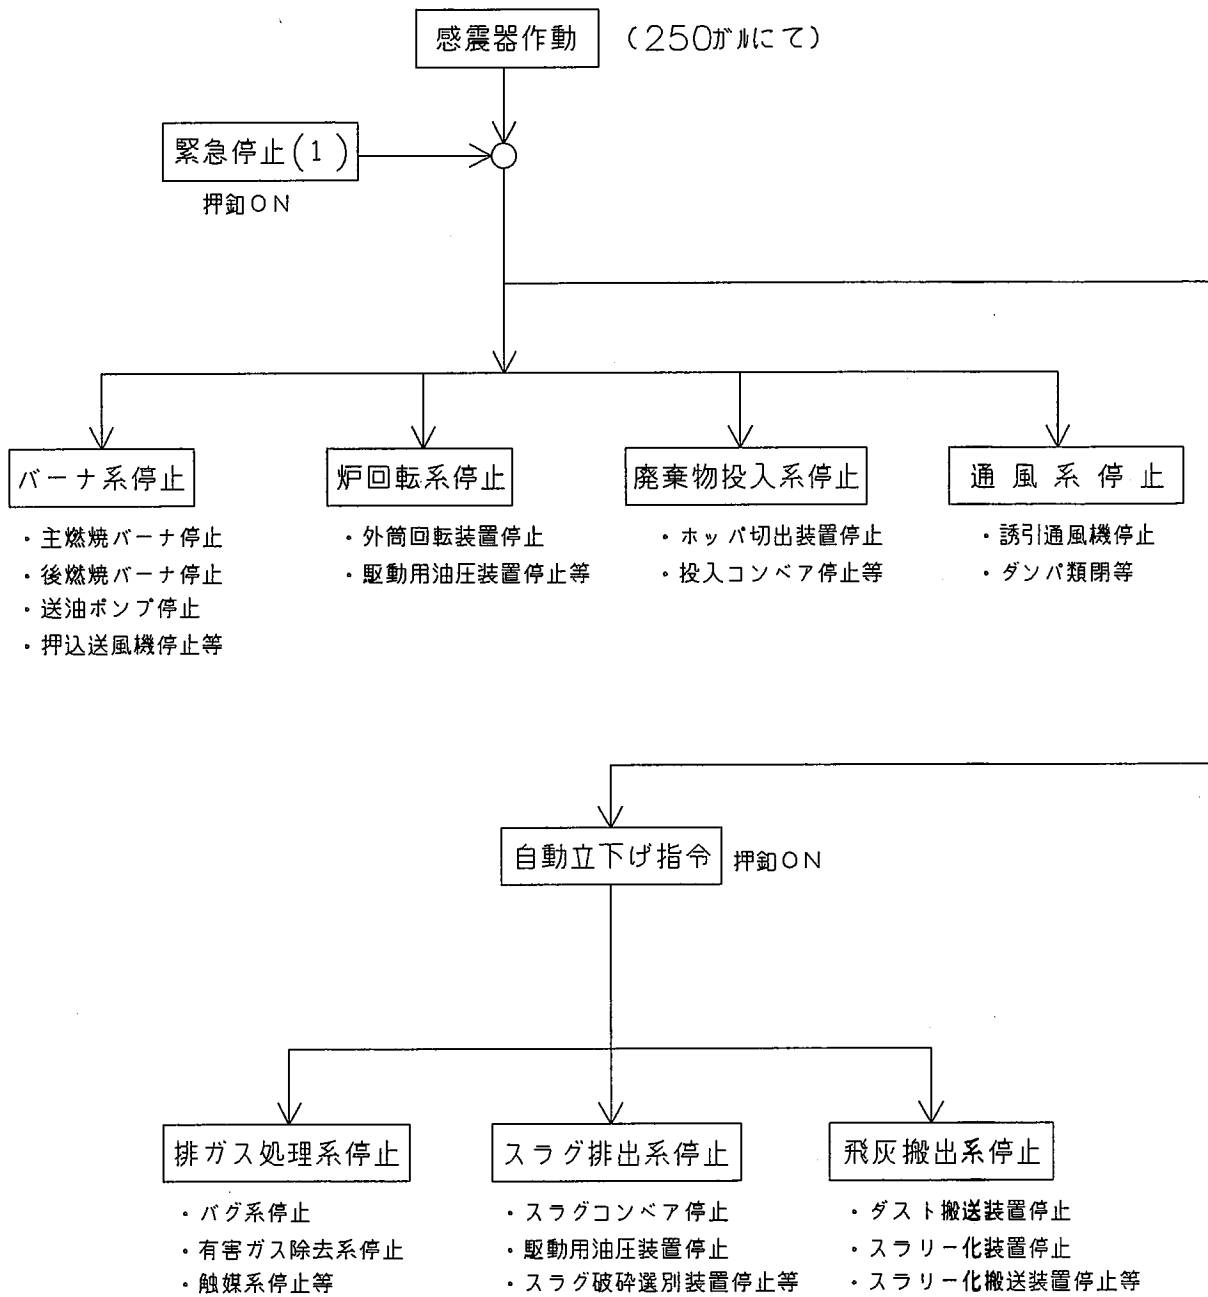 感震器作動 (250ガルにて)
緊急停止(1)
押釦ON
バーナ系停止
・主燃焼バーナ停止
・後燃焼バーナ停止
・送油ポンプ停止
・押込送風機停止等
炉回転系停止
・外筒回転装置停止
・駆動用油圧装置停止等
廃棄物投入系停止
・ホッパ切出装置停止
・投入コンベア停止等
通風系停止
・誘引通風機停止
・ダンパ類閉等
自動立下げ指令 押釦ON
排ガス処理系停止
・バグ系停止
・有害ガス除去系停止
・触媒系停止等
スラグ排出系停止
・スラグコンベア停止
・駆動用油圧装置停止
・スラグ破砕選別装置停止等
飛灰搬出系停止
・ダスト搬送装置停止
・スラリー化装置停止
・スラリー化搬送装置停止等